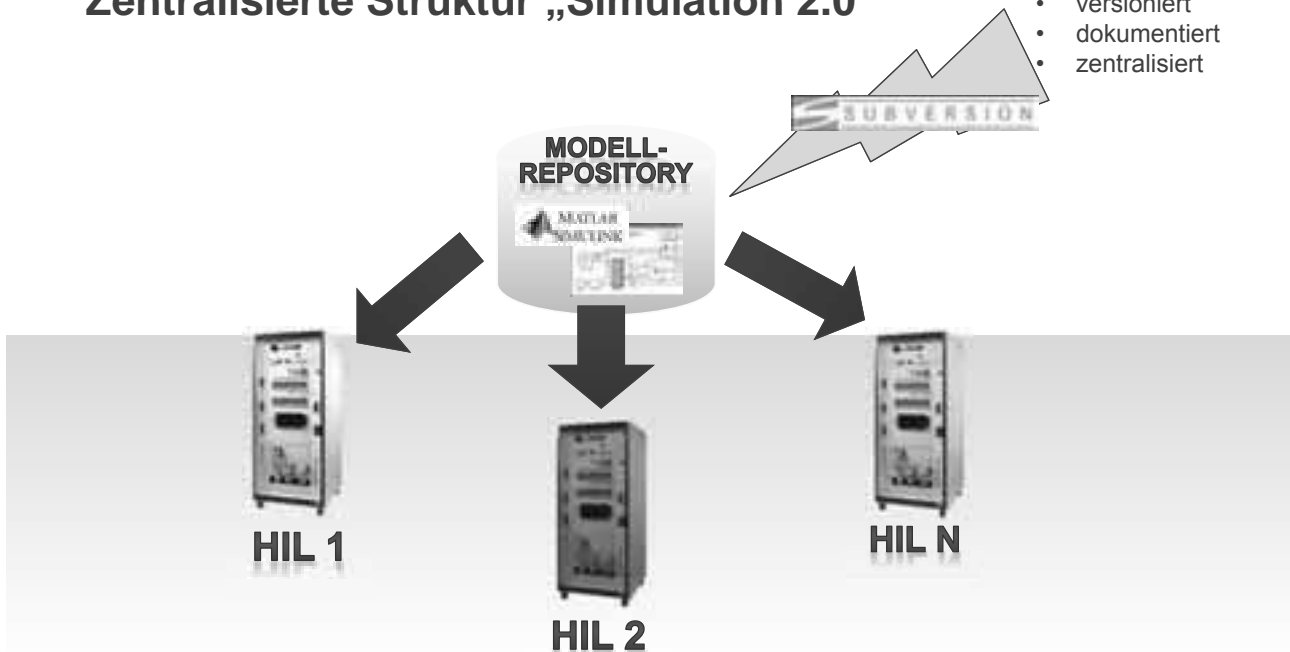 Zentralisierte Struktur „Simulation 2.0
• versioniert
• dokumentiert
• zentralisiert
SUBVERSION
MODELL-
REPOSITORY
MATLAB
SIMULINK
HIL 1
HIL N
HIL 2